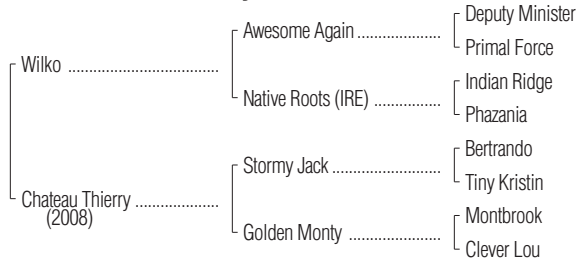 Deputy Minister
Awesome Again ..................
Primal Force
Wilko .................................
Indian Ridge
Native Roots (IRE) ...............
Phazania
Bertrando
Stormy Jack ........................
Tiny Kristin
Chateau Thierry ..................
(2008)
Montbrook
Golden Monty .....................
Clever Lou